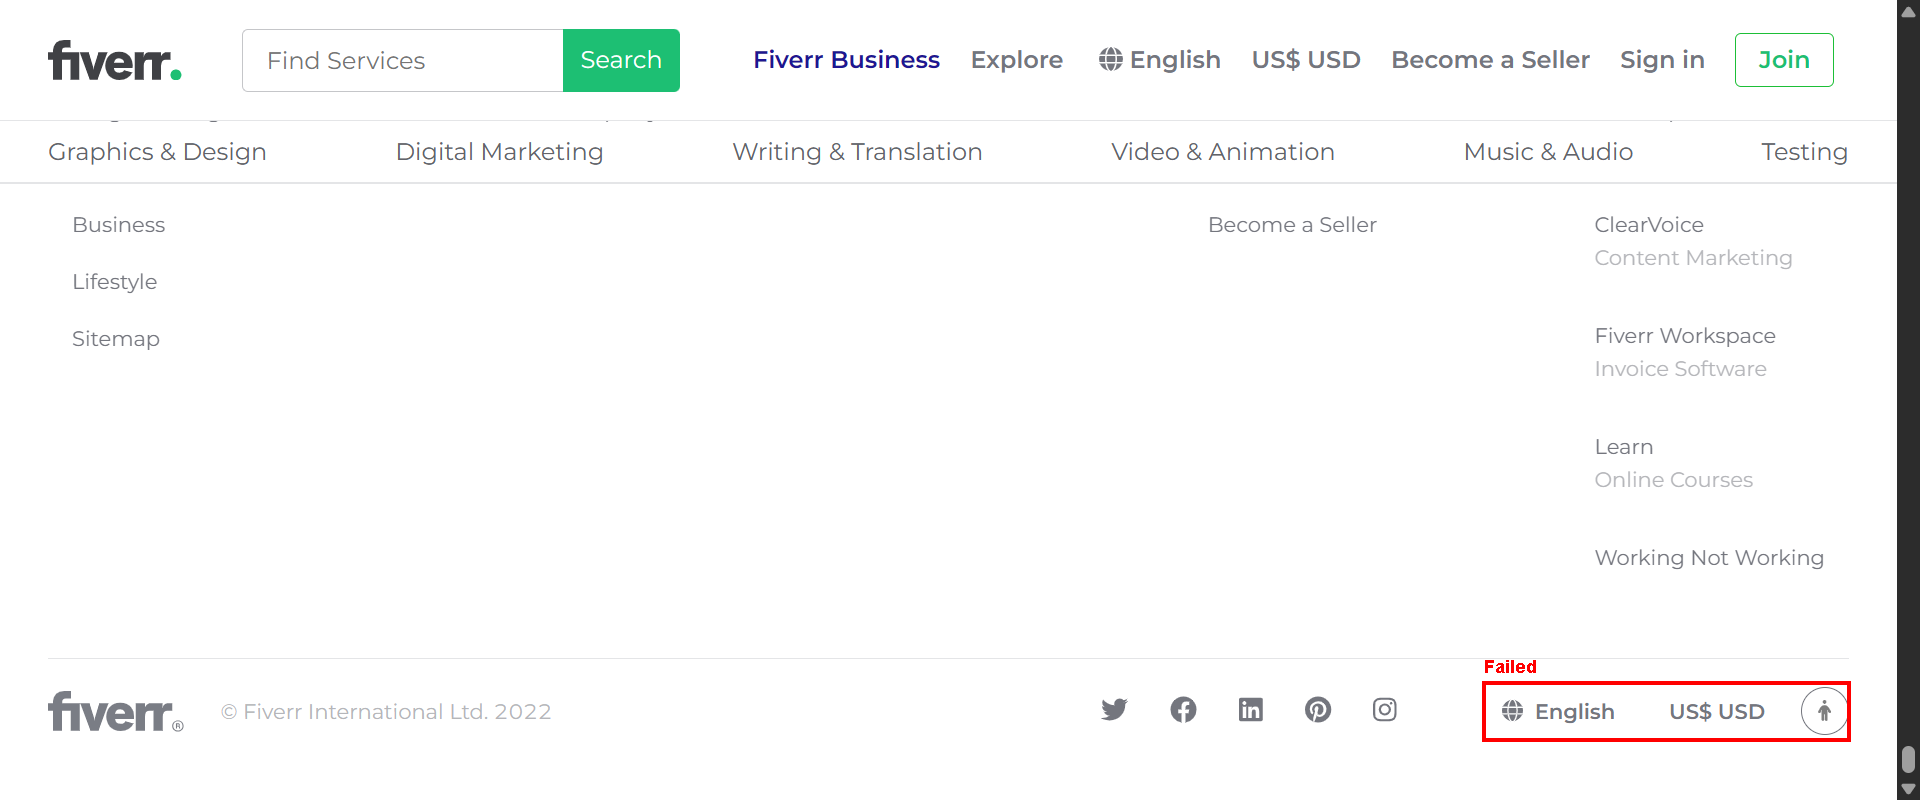 fiverr.
Find Services
Search
Fiverr Business
Explore
English
US$ USD
Become a Seller
Sign in
Join
Graphics & Design
Digital Marketing
Writing & Translation
Video & Animation
Music & Audio
Testing
Business
Lifestyle
Sitemap
Become a Seller
ClearVoice
Content Marketing
Fiverr Workspace
Invoice Software
Learn
Online Courses
Working Not Working
Failed
fiverr®
© Fiverr International Ltd. 2022
English
US$ USD